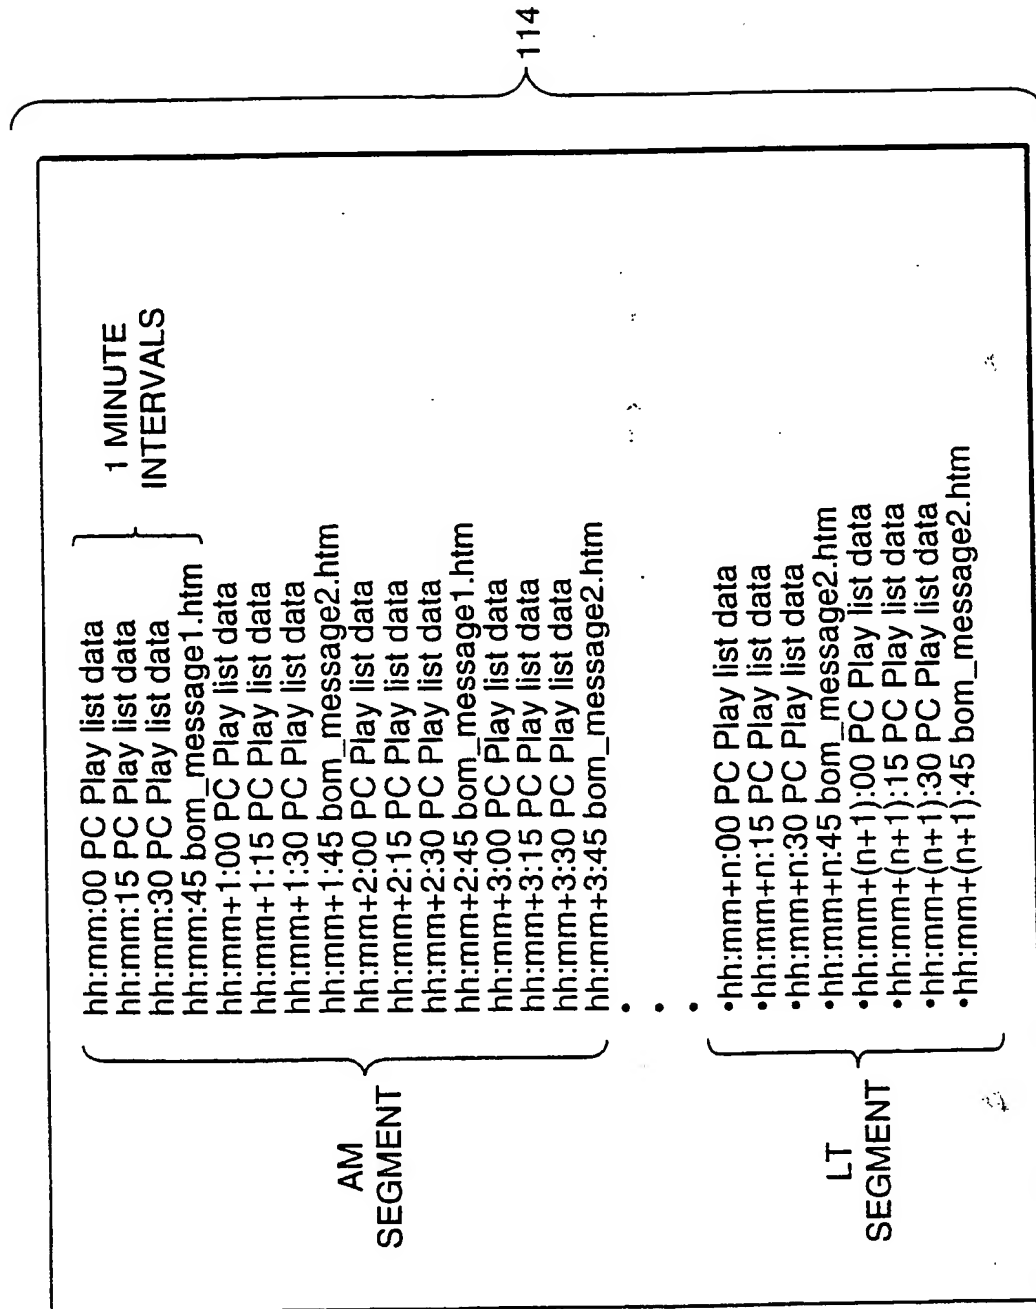 hh:mm:00 PC Play list data
hh:mm:15 PC Play list data
hh:mm:30 PC Play list data
hh:mm:45 bom_message1.htm
1 MINUTE
INTERVALS
hh:mm+1:00 PC Play list data
hh:mm+1:15 PC Play list data
hh:mm+1:30 PC Play list data
hh:mm+1:45 bom_message2.htm
hh:mm+2:00 PC Play list data
hh:mm+2:15 PC Play list data
hh:mm+2:30 PC Play list data
hh:mm+2:45 bom_message1.htm
hh:mm+3:00 PC Play list data
hh:mm+3:15 PC Play list data
hh:mm+3:30 PC Play list data
hh:mm+3:45 bom_message2.htm
AM
SEGMENT
•
•
•
•hh:mm+n:00 PC Play list data
•hh:mm+n:15 PC Play list data
•hh:mm+n:30 PC Play list data
•hh:mm+n:45 bom_message2.htm
•hh:mm+(n+1):00 PC Play list data
•hh:mm+(n+1):15 PC Play list data
•hh:mm+(n+1):30 PC Play list data
•hh:mm+(n+1):45 bom_message2.htm
LT
SEGMENT
114